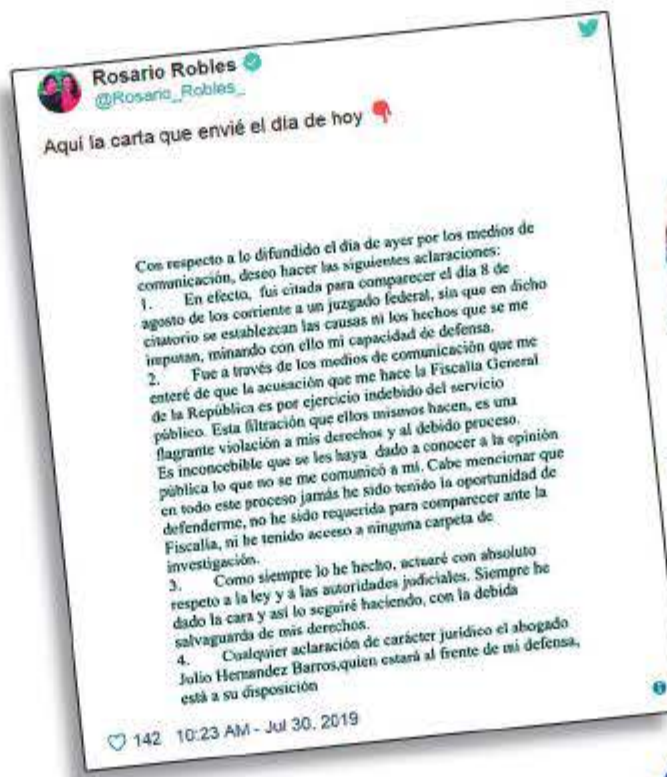 Rosario Robles
@Rosario_Robles_
Aquí la carta que envié el día de hoy
Con respecto a lo difundido el día de ayer por los medios de
comunicación, deseo hacer las siguientes aclaraciones:
1. En efecto, fui citada para comparecer el día 8 de
agosto de los corriente a un juzgado federal, sin que en dicho
citatorio se establezcan las causas ni los hechos que se me
imputan, minando con ello mi capacidad de defensa.
2. Fue a través de los medios de comunicación que me
enteré de que la acusación que me hace la Fiscalía General
de la República es por ejercicio indebido del servicio
público. Esta filtración que ellos mismos hacen, es una
flagrante violación a mis derechos y al debido proceso.
Es inconcebible que se les haya dado a conocer a la opinión
pública lo que no se me comunicó a mí. Cabe mencionar que
en todo este proceso jamás he sido tenido la oportunidad de
defenderme, no he sido requerida para comparecer ante la
Fiscalía, ni he tenido acceso a ninguna carpeta de
investigación.
3. Como siempre lo he hecho, actuaré con absoluto
respeto a la ley y a las autoridades judiciales. Siempre he
dado la cara y así lo seguiré haciendo, con la debida
salvaguarda de mis derechos.
4. Cualquier aclaración de carácter jurídico el abogado
Julio Hernandez Barros,quien estará al frente de mi defensa,
está a su disposición
142 10:23 AM - Jul 30, 2019